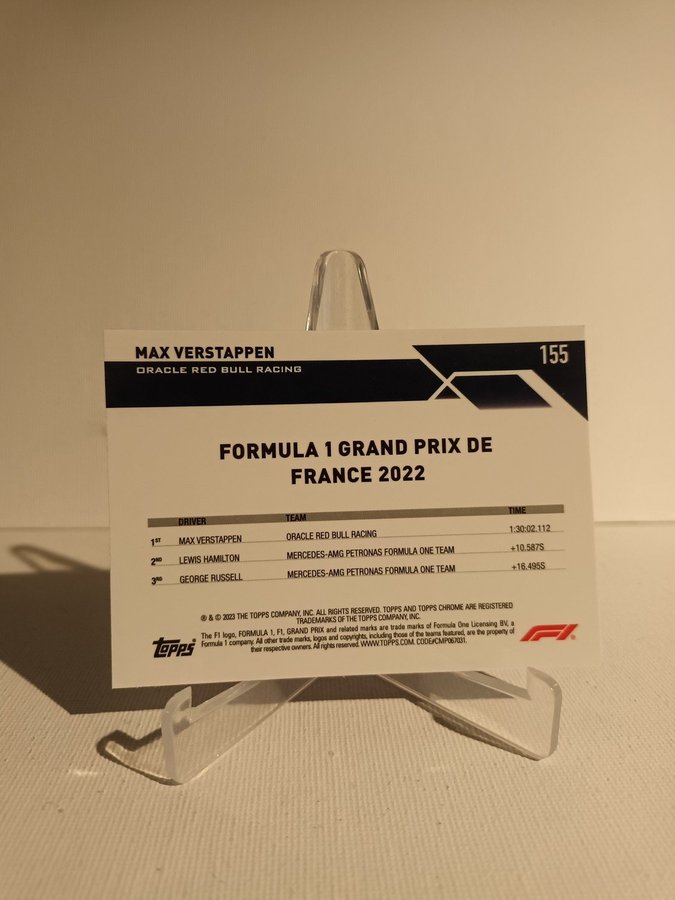 MAX VERSTAPPEN
ORACLE RED BULL RACING
155
FORMULA 1 GRAND PRIX DE
FRANCE 2022
DRIVER TEAM TIME
1ST MAX VERSTAPPEN ORACLE RED BULL RACING 1:30:02.112
2ND LEWIS HAMILTON MERCEDES-AMG PETRONAS FORMULA ONE TEAM +10.587S
3RD GEORGE RUSSELL MERCEDES-AMG PETRONAS FORMULA ONE TEAM +16.495S
® & © 2023 THE TOPPS COMPANY, INC. ALL RIGHTS RESERVED. TOPPS AND TOPPS CHROME ARE REGISTERED
TRADEMARKS OF THE TOPPS COMPANY, INC.
Topps®
The F1 logo, FORMULA 1, F1, GRAND PRIX and related marks are trade marks of Formula One Licensing BV, a
Formula 1 company. All other trade marks, logos and copyrights, including those of the teams featured, are the property of
their respective owners. All rights reserved. WWW.TOPPS.COM. CODE#CMP067031.
F1®